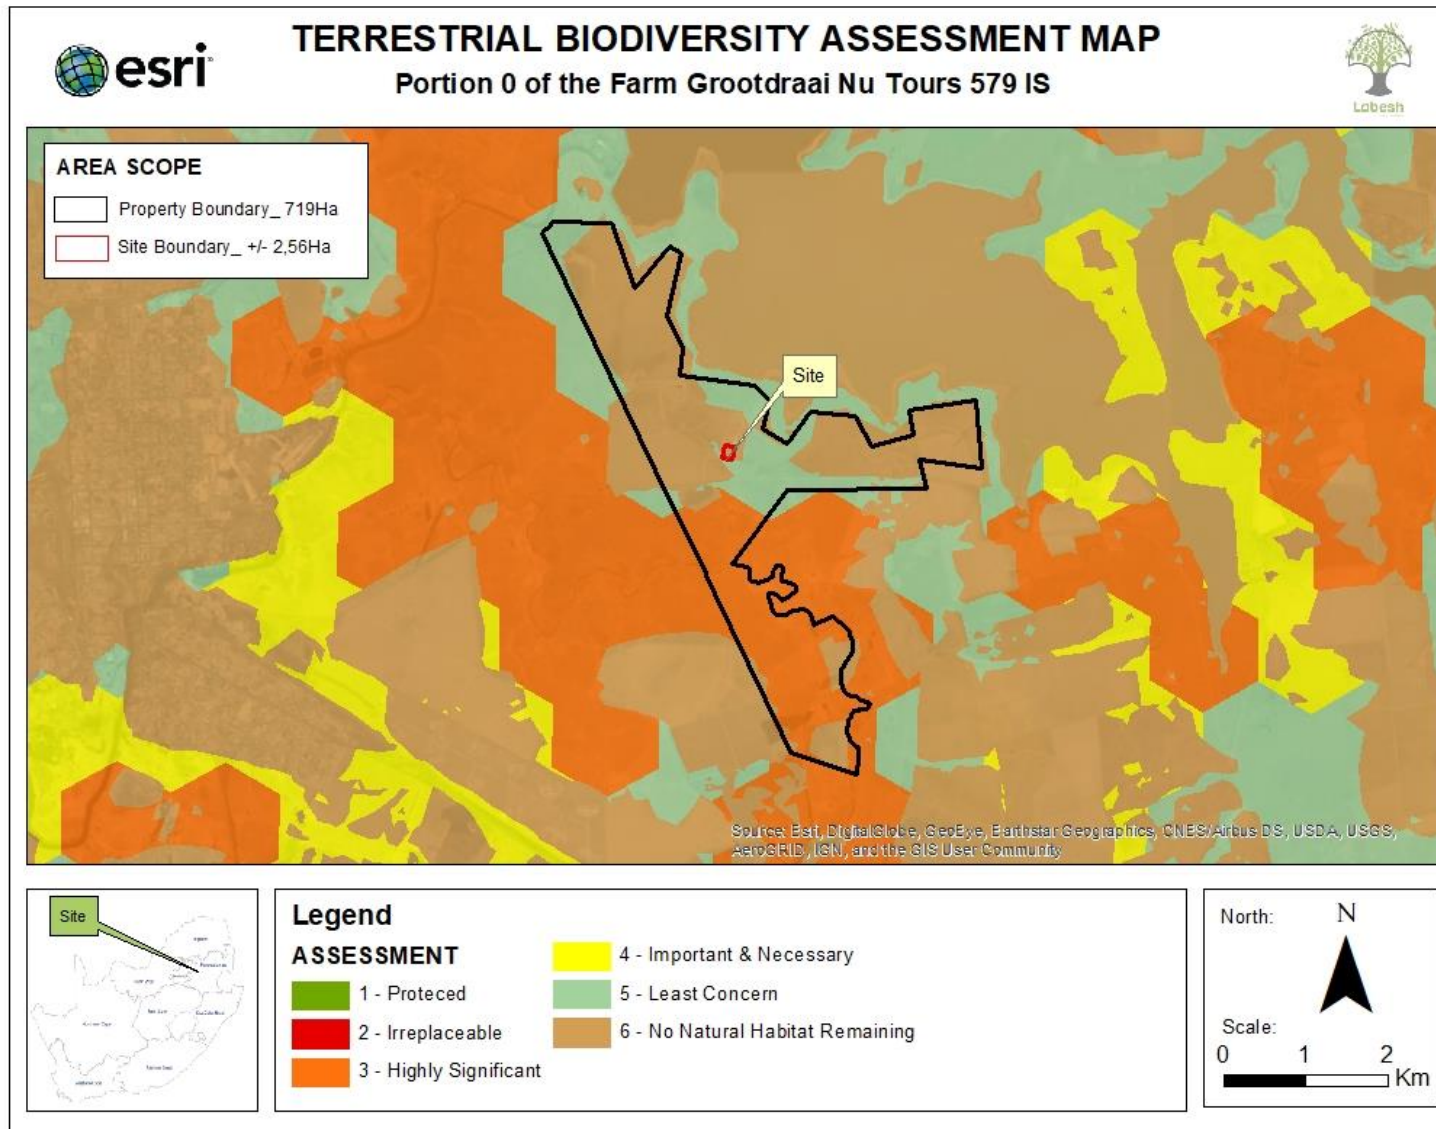 esri
TERRESTRIAL BIODIVERSITY ASSESSMENT MAP
Portion 0 of the Farm Grootdraai Nu Tours 579 IS
Labesh
AREA SCOPE
Property Boundary_ 719Ha
Site Boundary_ +/- 2,56Ha
Site
Source: Esri, DigitalGlobe, GeoEye, Earthstar Geographics, CNES/Airbus DS, USDA, USGS,
AeroGRID, IGN, and the GIS User Community
Site
Legend
ASSESSMENT
1 - Proteced
2 - Irreplaceable
3 - Highly Significant
4 - Important & Necessary
5 - Least Concern
6 - No Natural Habitat Remaining
North:
N
Scale:
0 1 2
Km